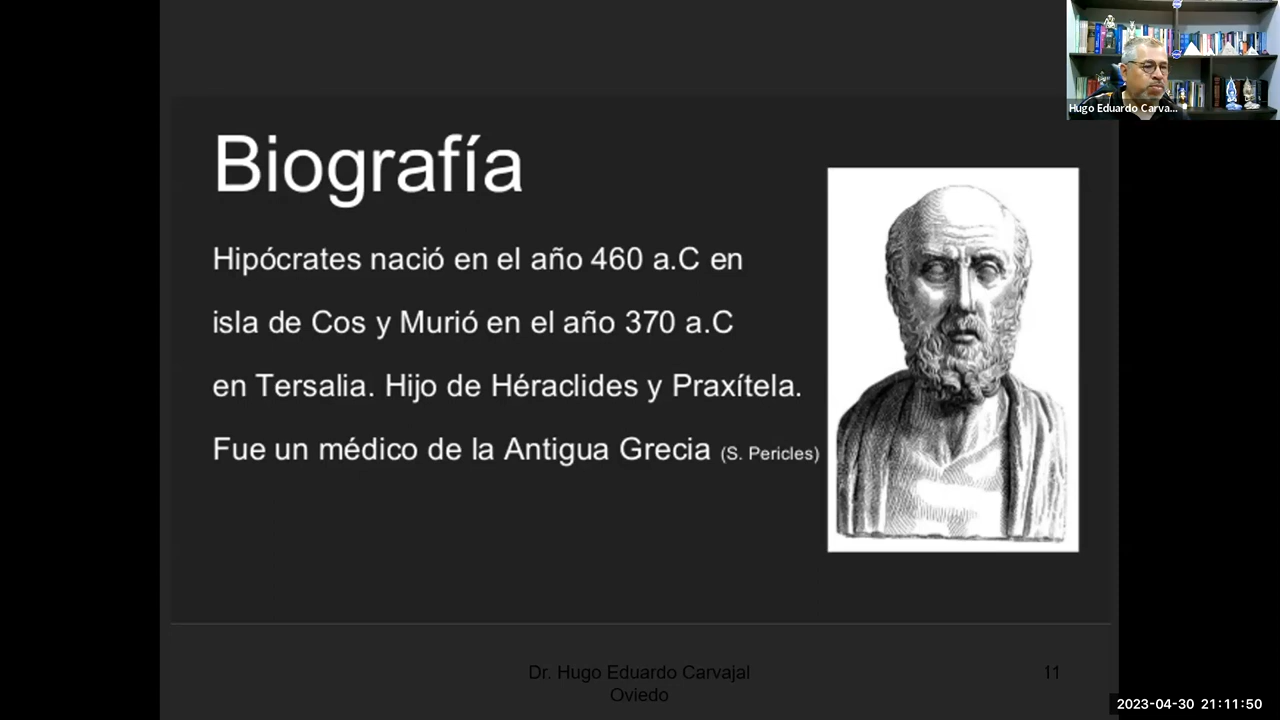 Hugo Eduardo Carva...
Biografía
Hipócrates nació en el año 460 a.C en
isla de Cos y Murió en el año 370 a.C
en Tersalia. Hijo de Héraclides y Praxítela.
Fue un médico de la Antigua Grecia (S. Pericles)
Dr. Hugo Eduardo Carvajal
Oviedo
11
2023-04-30 21:11:50